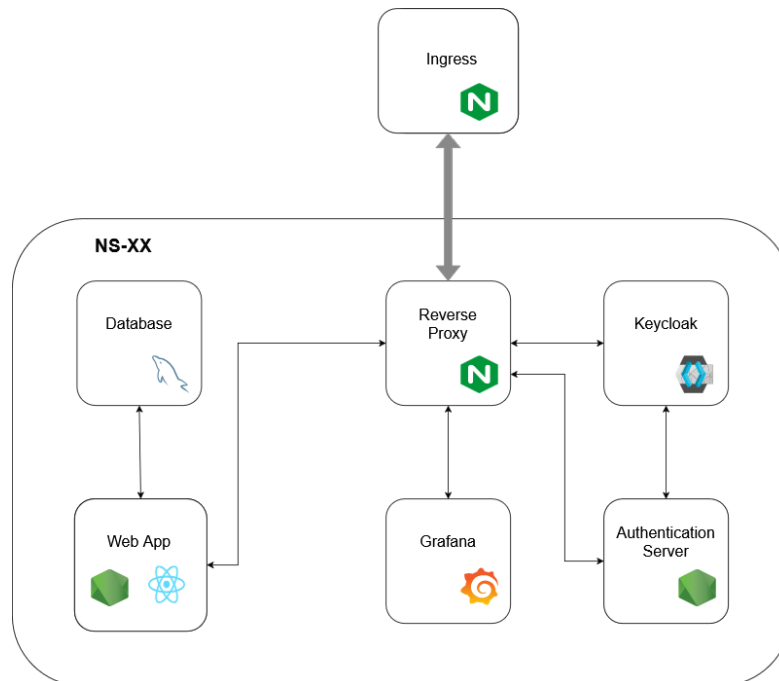 Ingress
NS-XX
Database
Reverse
Proxy
Keycloak
Web App
Grafana
Authentication
Server